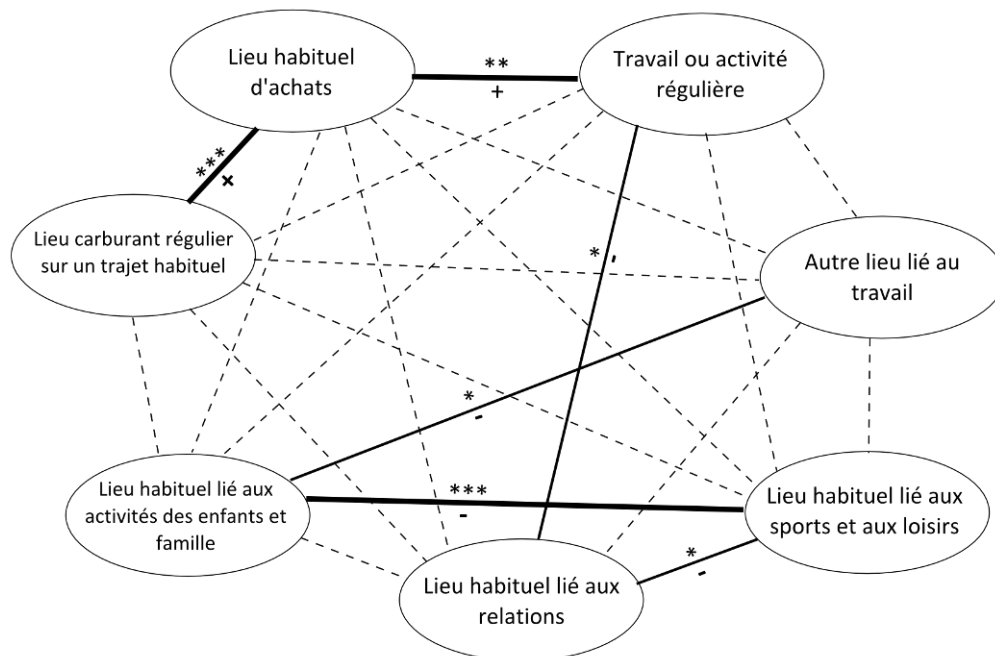 Lieu habituel
d'achats
**
+
Travail ou activité
régulière
***
+
Lieu carburant régulier
sur un trajet habituel
* -
Autre lieu lié au
travail
*
-
Lieu habituel lié aux
activités des enfants et
famille
***
-
Lieu habituel lié aux
sports et aux loisirs
*
-
Lieu habituel lié aux
relations